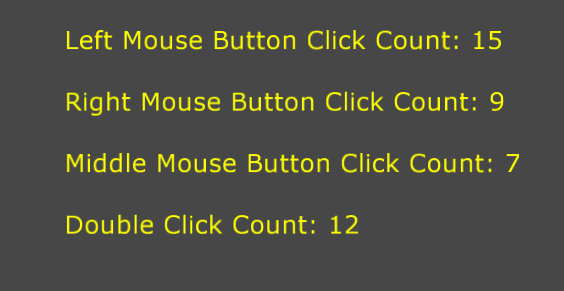 Left Mouse Button Click Count: 15
Right Mouse Button Click Count: 9
Middle Mouse Button Click Count: 7
Double Click Count: 12